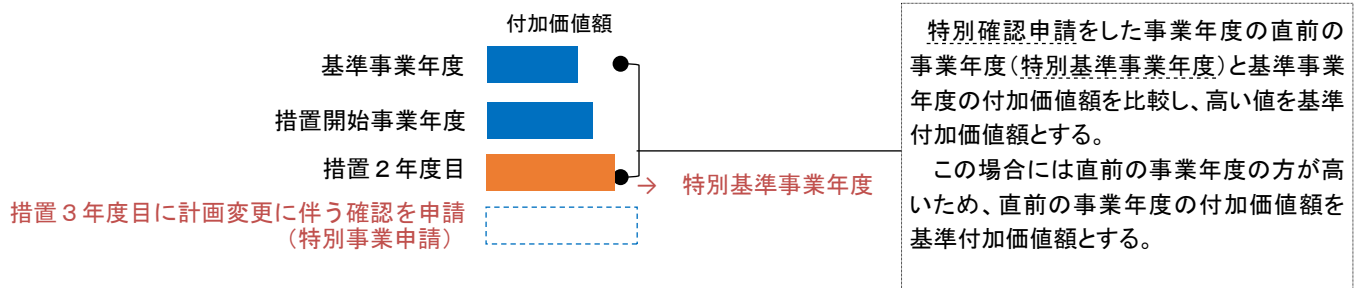 付加価値額
基準事業年度
措置開始事業年度
措置２年度目
→ 特別基準事業年度
措置３年度目に計画変更に伴う確認を申請
（特別事業申請）
特別確認申請をした事業年度の直前の
事業年度（特別基準事業年度）と基準事業
年度の付加価値額を比較し、高い値を基準
付加価値額とする。
この場合には直前の事業年度の方が高
いため、直前の事業年度の付加価値額を
基準付加価値額とする。